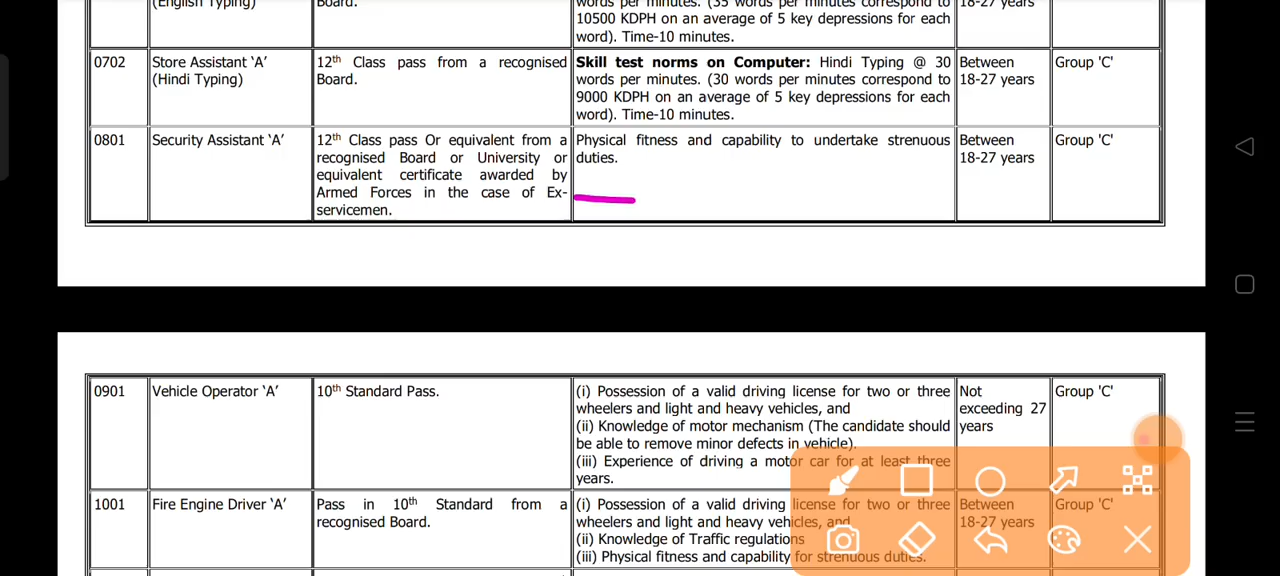 (English Typing) Board. words per minutes. (35 words per minutes correspond to 18-27 years
10500 KDPH on an average of 5 key depressions for each
word). Time-10 minutes.
0702 Store Assistant ‘A’ 12th Class pass from a recognised Skill test norms on Computer: Hindi Typing @ 30 Between Group 'C'
(Hindi Typing) Board. words per minutes. (30 words per minutes correspond to 18-27 years
9000 KDPH on an average of 5 key depressions for each
word). Time-10 minutes.
0801 Security Assistant ‘A’ 12th Class pass Or equivalent from a Physical fitness and capability to undertake strenuous Between Group 'C'
recognised Board or University or duties. 18-27 years
equivalent certificate awarded by
Armed Forces in the case of Ex-
servicemen.
0901 Vehicle Operator ‘A’ 10th Standard Pass. (i) Possession of a valid driving license for two or three Not Group 'C'
wheelers and light and heavy vehicles, and exceeding 27
(ii) Knowledge of motor mechanism (The candidate should years
be able to remove minor defects in vehicle).
(iii) Experience of driving a motor car for at least three
years.
1001 Fire Engine Driver ‘A’ Pass in 10th Standard from a (i) Possession of a valid driving license for two or three Between Group 'C'
recognised Board. wheelers and light and heavy vehicles, and 18-27 years
(ii) Knowledge of Traffic regulations
(iii) Physical fitness and capability for strenuous duties.